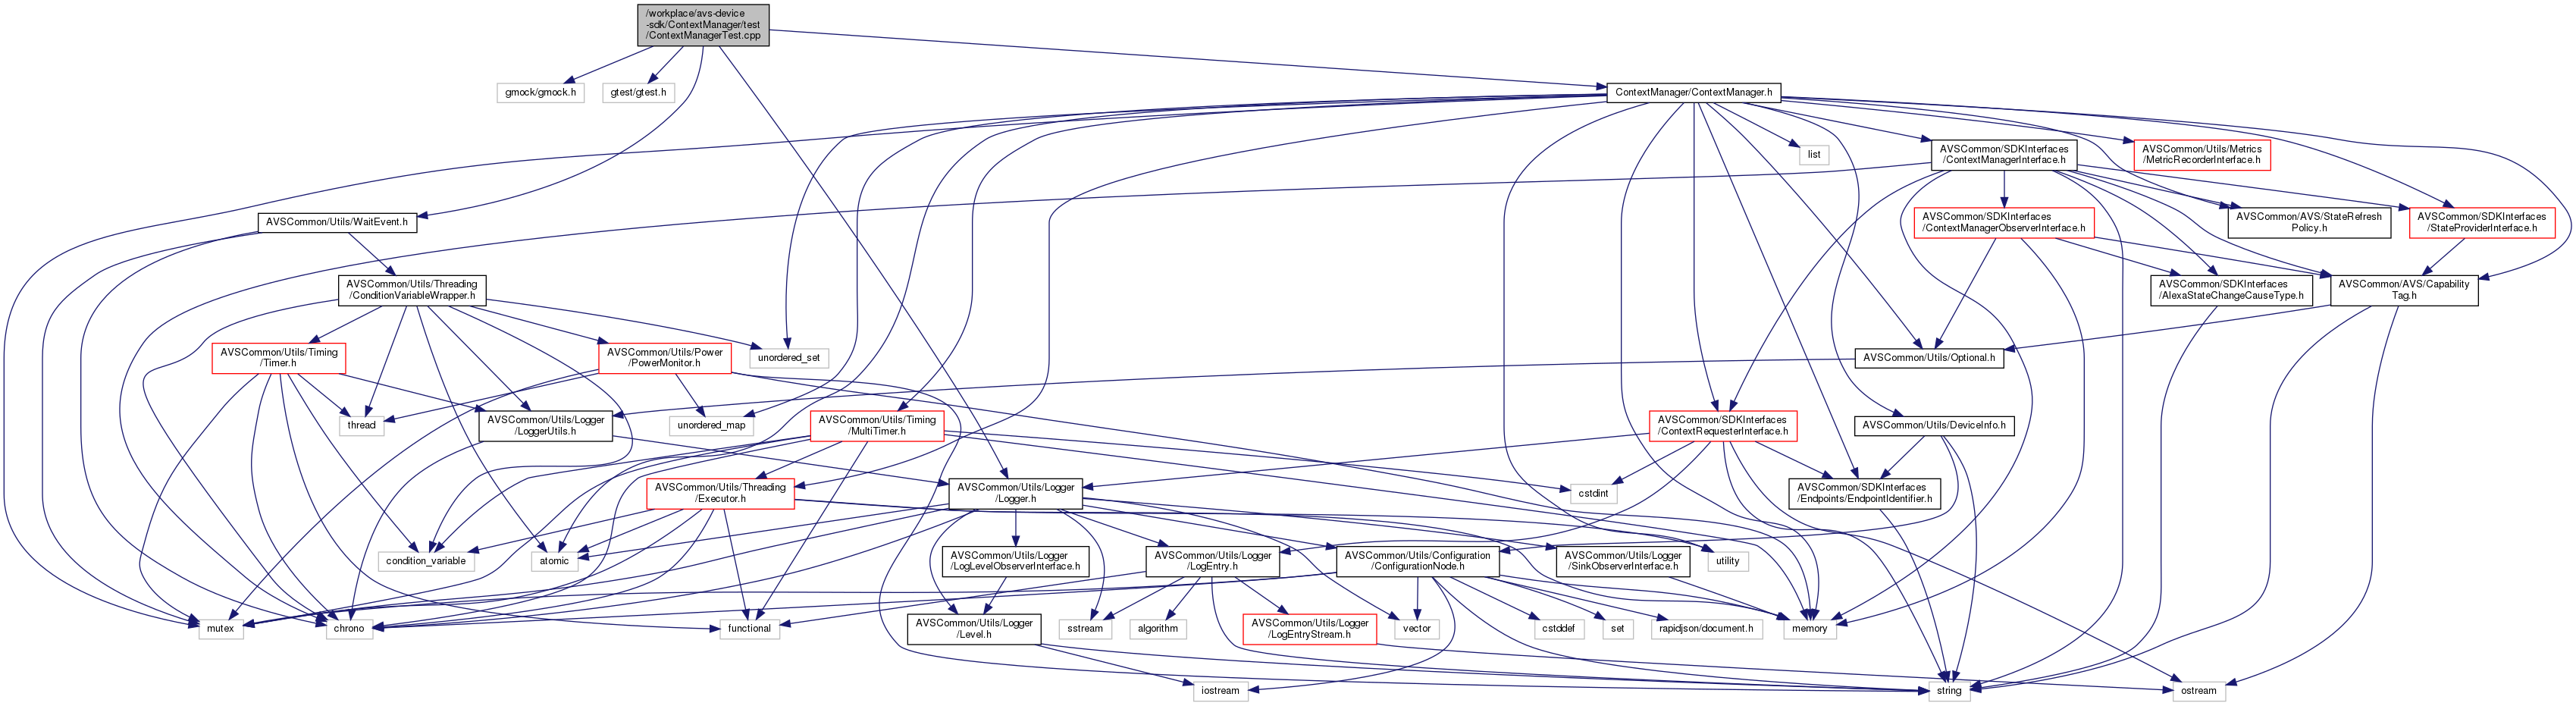 /workplace/avs-device
-sdk/ContextManager/test
/ContextManagerTest.cpp
gmock/gmock.h
gtest/gtest.h
ContextManager/ContextManager.h
list
AVSCommon/SDKInterfaces
/ContextManagerInterface.h
AVSCommon/Utils/Metrics
/MetricRecorderInterface.h
AVSCommon/Utils/WaitEvent.h
AVSCommon/SDKInterfaces
/ContextManagerObserverInterface.h
AVSCommon/AVS/StateRefresh
Policy.h
AVSCommon/SDKInterfaces
/StateProviderInterface.h
AVSCommon/Utils/Threading
/ConditionVariableWrapper.h
AVSCommon/SDKInterfaces
/AlexaStateChangeCauseType.h
AVSCommon/AVS/Capability
Tag.h
AVSCommon/Utils/Timing
/Timer.h
AVSCommon/Utils/Power
/PowerMonitor.h
unordered_set
AVSCommon/Utils/Optional.h
thread
AVSCommon/Utils/Logger
/LoggerUtils.h
unordered_map
AVSCommon/Utils/Timing
/MultiTimer.h
AVSCommon/SDKInterfaces
/ContextRequesterInterface.h
AVSCommon/Utils/DeviceInfo.h
AVSCommon/Utils/Threading
/Executor.h
AVSCommon/Utils/Logger
/Logger.h
cstdint
AVSCommon/SDKInterfaces
/Endpoints/EndpointIdentifier.h
condition_variable
atomic
AVSCommon/Utils/Logger
/LogLevelObserverInterface.h
AVSCommon/Utils/Logger
/LogEntry.h
AVSCommon/Utils/Configuration
/ConfigurationNode.h
AVSCommon/Utils/Logger
/SinkObserverInterface.h
utility
mutex
chrono
functional
AVSCommon/Utils/Logger
/Level.h
sstream
algorithm
AVSCommon/Utils/Logger
/LogEntryStream.h
vector
cstddef
set
rapidjson/document.h
memory
iostream
string
ostream